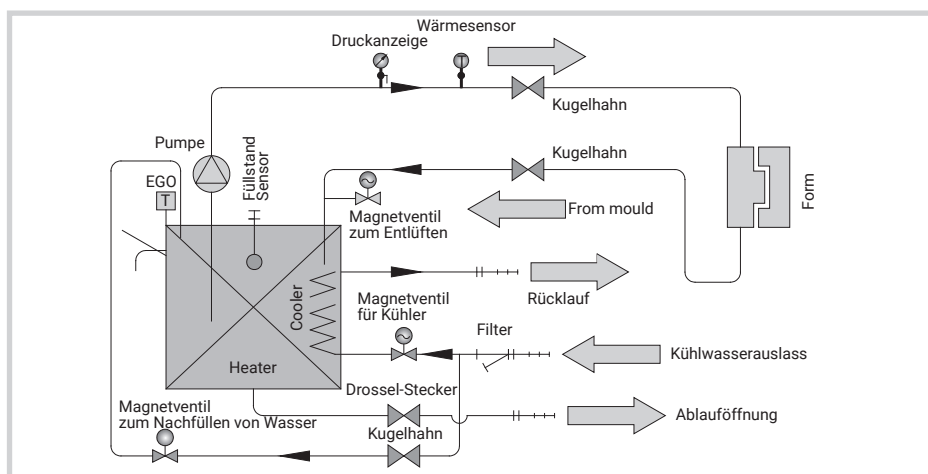 Wärmesensor
Druckanzeige
Kugelhahn
Pumpe
Füllstand
Sensor
Kugelhahn
EGO
T
Form
From mould
Magnetventil
zum Entlüften
Rücklauf
Cooler
Magnetventil
für Kühler
Filter
Kühlwasserauslass
Heater
Drossel-Stecker
Ablauföffnung
Magnetventil
zum Nachfüllen von Wasser
Kugelhahn